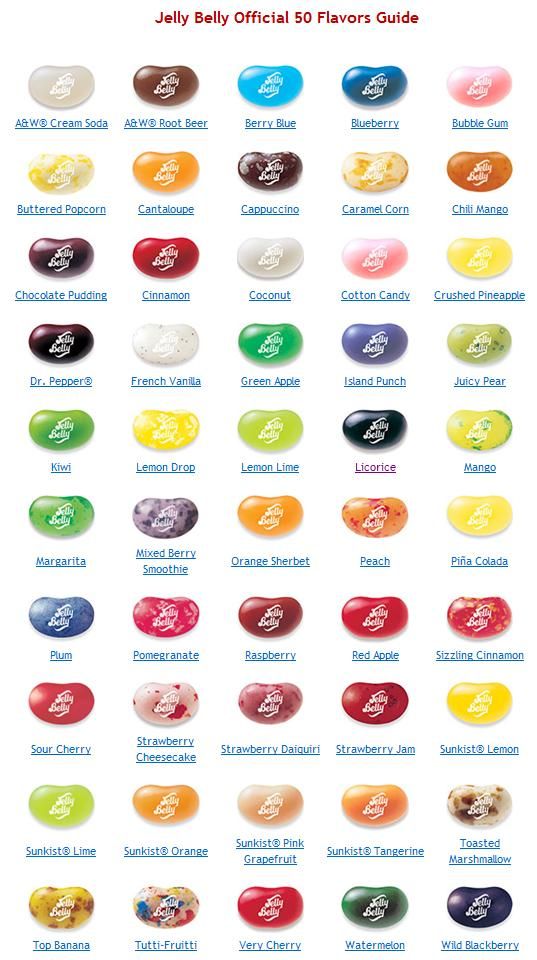 Jelly Belly Official 50 Flavors Guide
A&W® Cream Soda
A&W® Root Beer
Berry Blue
Blueberry
Bubble Gum
Buttered Popcorn
Cantaloupe
Cappuccino
Caramel Corn
Chili Mango
Chocolate Pudding
Cinnamon
Coconut
Cotton Candy
Crushed Pineapple
Dr. Pepper®
French Vanilla
Green Apple
Island Punch
Juicy Pear
Kiwi
Lemon Drop
Lemon Lime
Licorice
Mango
Margarita
Mixed Berry
Smoothie
Orange Sherbet
Peach
Piña Colada
Plum
Pomegranate
Raspberry
Red Apple
Sizzling Cinnamon
Sour Cherry
Strawberry
Cheesecake
Strawberry Daiquiri
Strawberry Jam
Sunkist® Lemon
Sunkist® Lime
Sunkist® Orange
Sunkist® Pink
Grapefruit
Sunkist® Tangerine
Toasted
Marshmallow
Top Banana
Tutti-Fruitti
Very Cherry
Watermelon
Wild Blackberry